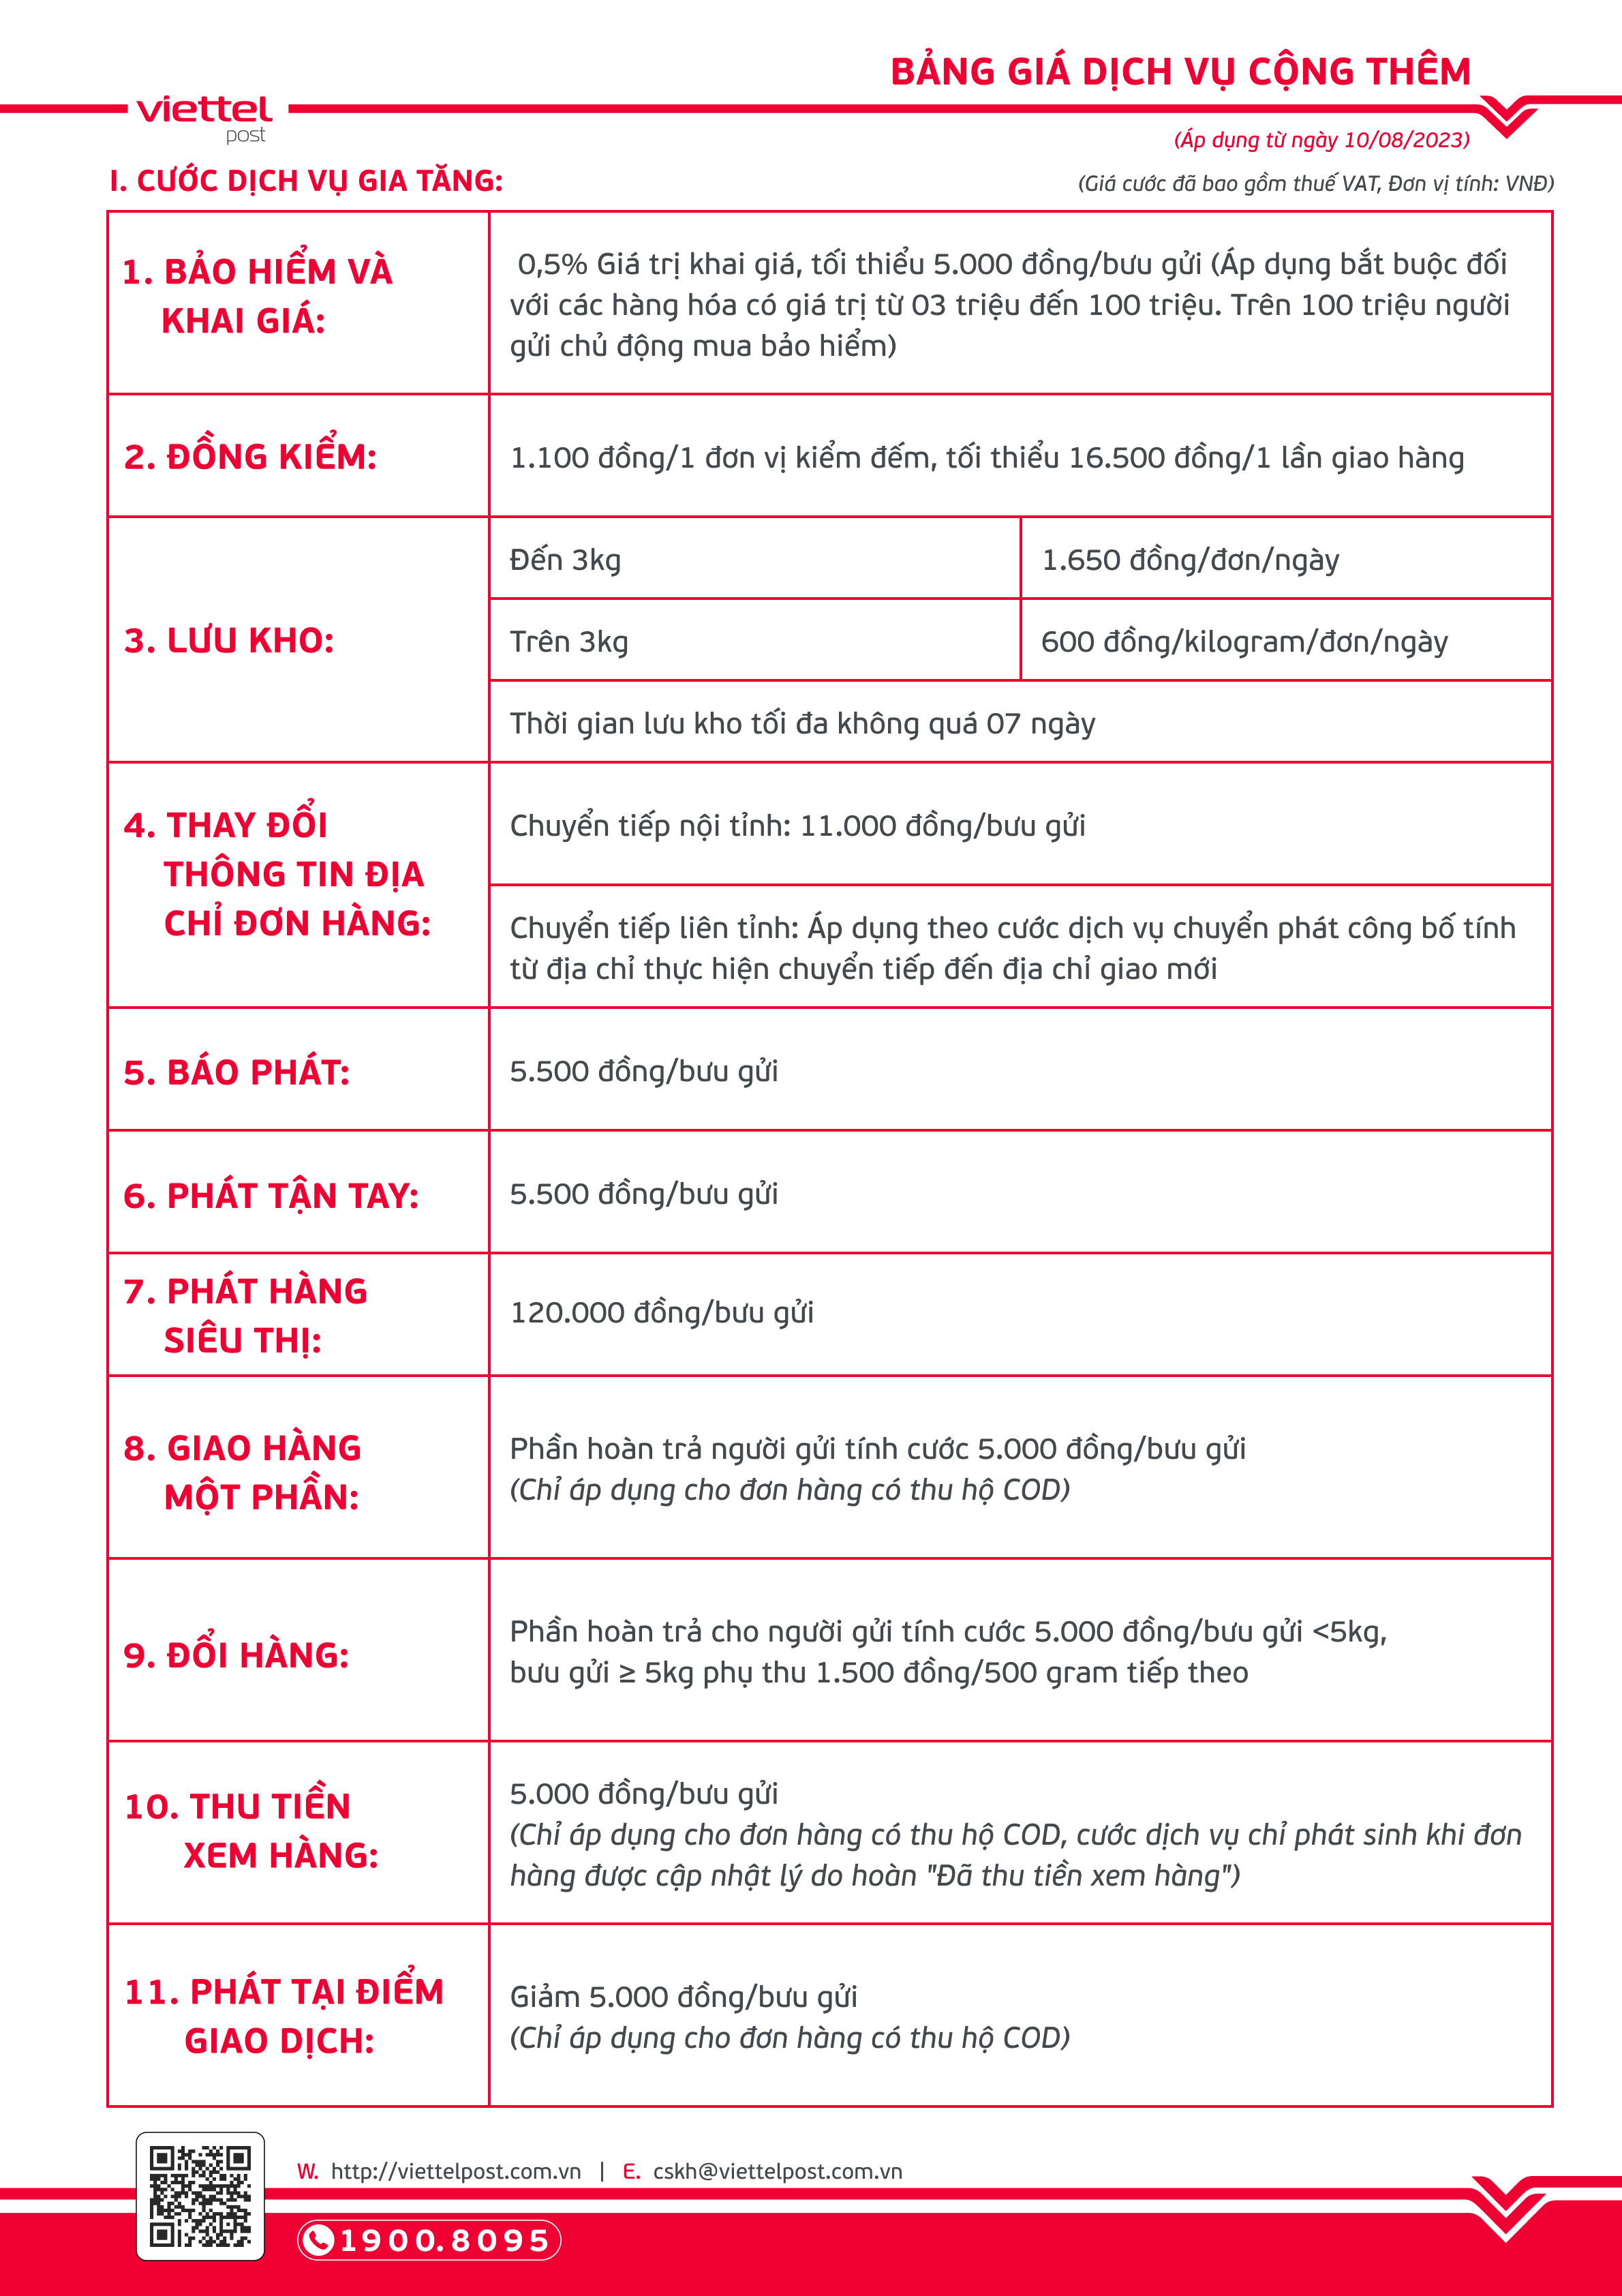 BẢNG GIÁ DỊCH VỤ CỘNG THÊM
viettel
post
(Áp dụng từ ngày 10/08/2023)
I. CƯỚC DỊCH VỤ GIA TĂNG:
(Giá cước đã bao gồm thuế VAT, Đơn vị tính: VNĐ)
1. BẢO HIỂM VÀ
KHAI GIÁ:
0,5% Giá trị khai giá, tối thiểu 5.000 đồng/bưu gửi (Áp dụng bắt buộc đối
với các hàng hóa có giá trị từ 03 triệu đến 100 triệu. Trên 100 triệu người
gửi chủ động mua bảo hiểm)
2. ĐỒNG KIỂM:
1.100 đồng/1 đơn vị kiểm đếm, tối thiểu 16.500 đồng/1 lần giao hàng
3. LƯU KHO:
Đến 3kg
1.650 đồng/đơn/ngày
Trên 3kg
600 đồng/kilogram/đơn/ngày
Thời gian lưu kho tối đa không quá 07 ngày
4. THAY ĐỔI
THÔNG TIN ĐỊA
CHỈ ĐƠN HÀNG:
Chuyển tiếp nội tỉnh: 11.000 đồng/bưu gửi
Chuyển tiếp liên tỉnh: Áp dụng theo cước dịch vụ chuyển phát công bố tính
từ địa chỉ thực hiện chuyển tiếp đến địa chỉ giao mới
5. BÁO PHÁT:
5.500 đồng/bưu gửi
6. PHÁT TẬN TAY:
5.500 đồng/bưu gửi
7. PHÁT HÀNG
SIÊU THỊ:
120.000 đồng/bưu gửi
8. GIAO HÀNG
MỘT PHẦN:
Phần hoàn trả người gửi tính cước 5.000 đồng/bưu gửi
(Chỉ áp dụng cho đơn hàng có thu hộ COD)
9. ĐỔI HÀNG:
Phần hoàn trả cho người gửi tính cước 5.000 đồng/bưu gửi <5kg,
bưu gửi ≥ 5kg phụ thu 1.500 đồng/500 gram tiếp theo
10. THU TIỀN
XEM HÀNG:
5.000 đồng/bưu gửi
(Chỉ áp dụng cho đơn hàng có thu hộ COD, cước dịch vụ chỉ phát sinh khi đơn
hàng được cập nhật lý do hoàn "Đã thu tiền xem hàng")
11. PHÁT TẠI ĐIỂM
GIAO DỊCH:
Giảm 5.000 đồng/bưu gửi
(Chỉ áp dụng cho đơn hàng có thu hộ COD)
W. http://viettelpost.com.vn | E. cskh@viettelpost.com.vn
1900.8095